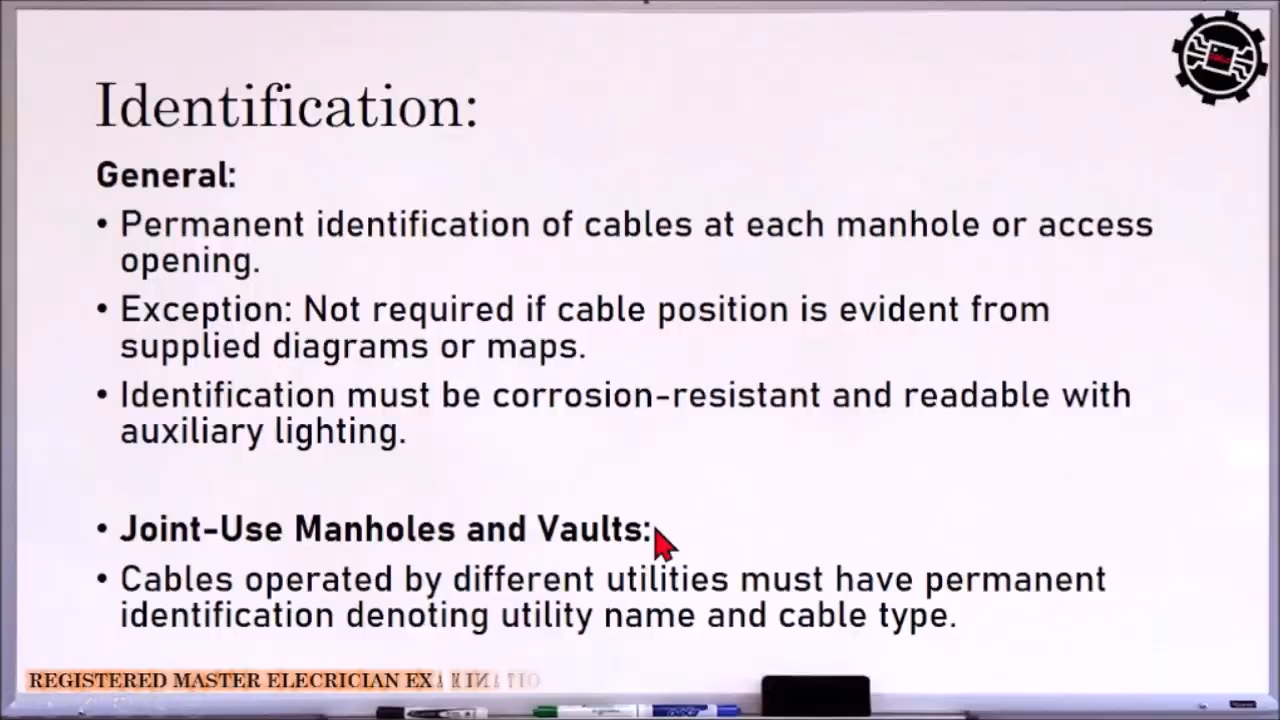 Identification:
General:
• Permanent identification of cables at each manhole or access
opening.
• Exception: Not required if cable position is evident from
supplied diagrams or maps.
• Identification must be corrosion-resistant and readable with
auxiliary lighting.
• Joint-Use Manholes and Vaults:
• Cables operated by different utilities must have permanent
identification denoting utility name and cable type.
REGISTERED MASTER ELECRICIAN